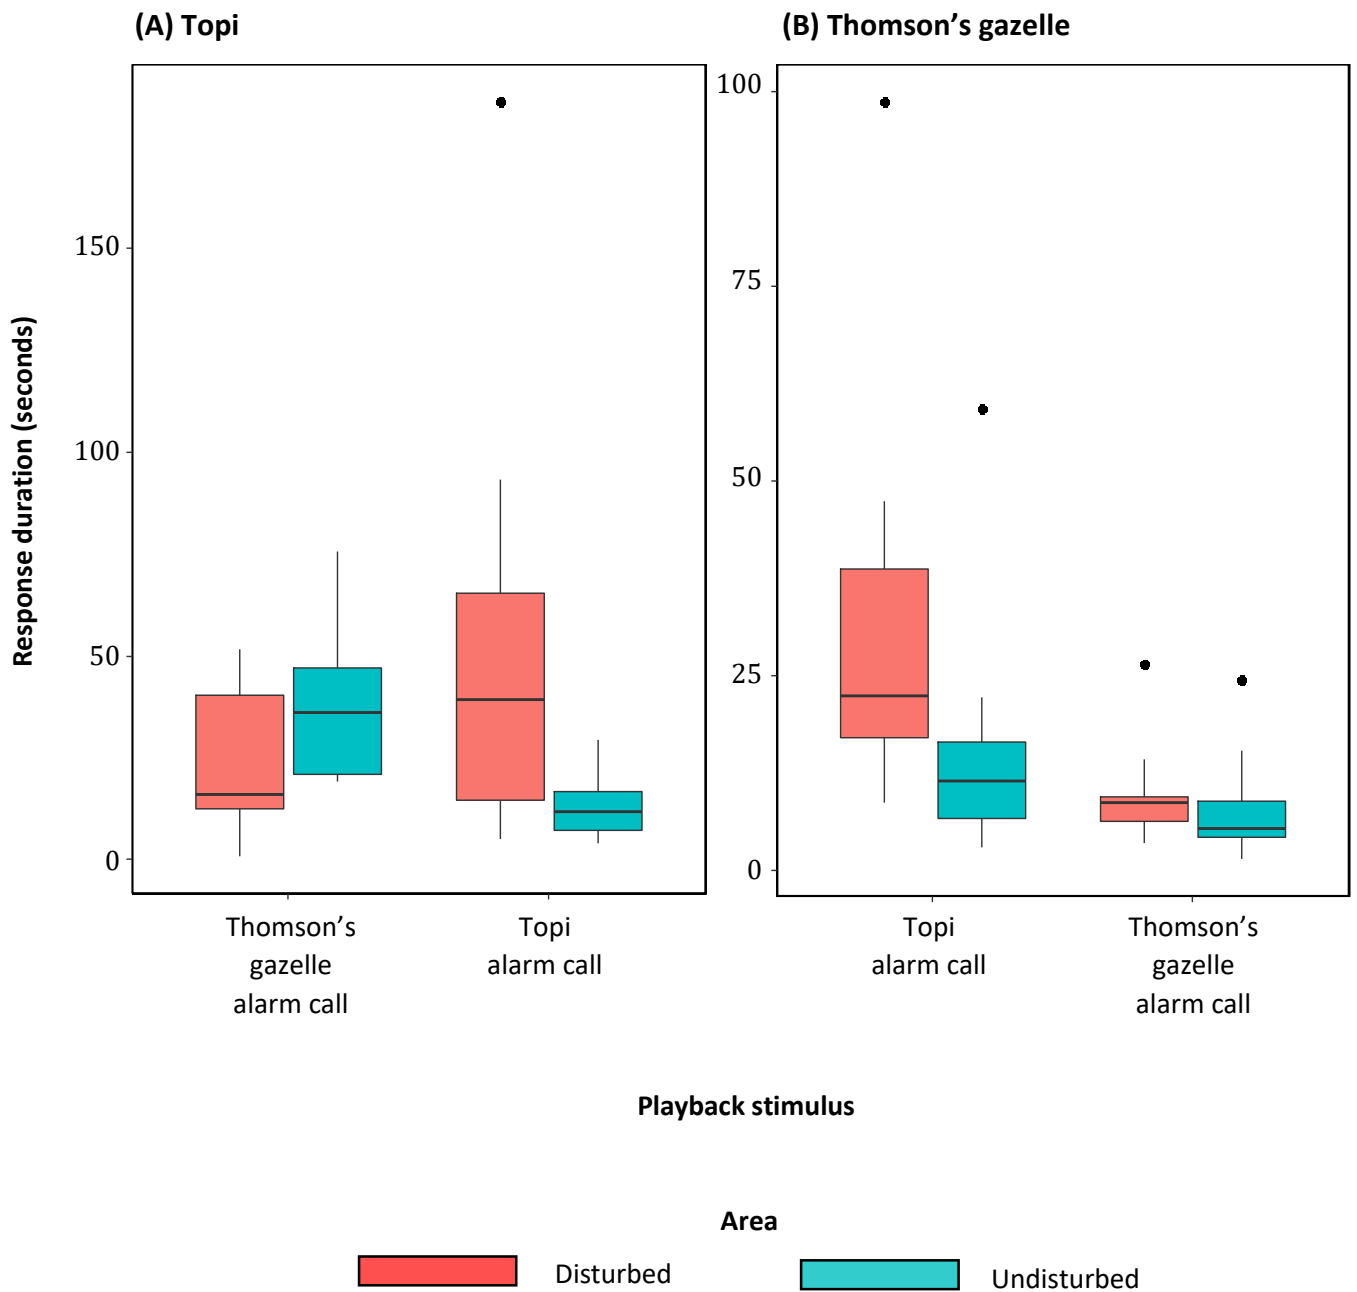 (A) Topi
(B) Thomson’s gazelle
Response duration (seconds)
150
100
50
0
100
75
50
25
0
Thomson’s
gazelle
alarm call
Topi
alarm call
Topi
alarm call
Thomson’s
gazelle
alarm call
Playback stimulus
Area
Disturbed
Undisturbed